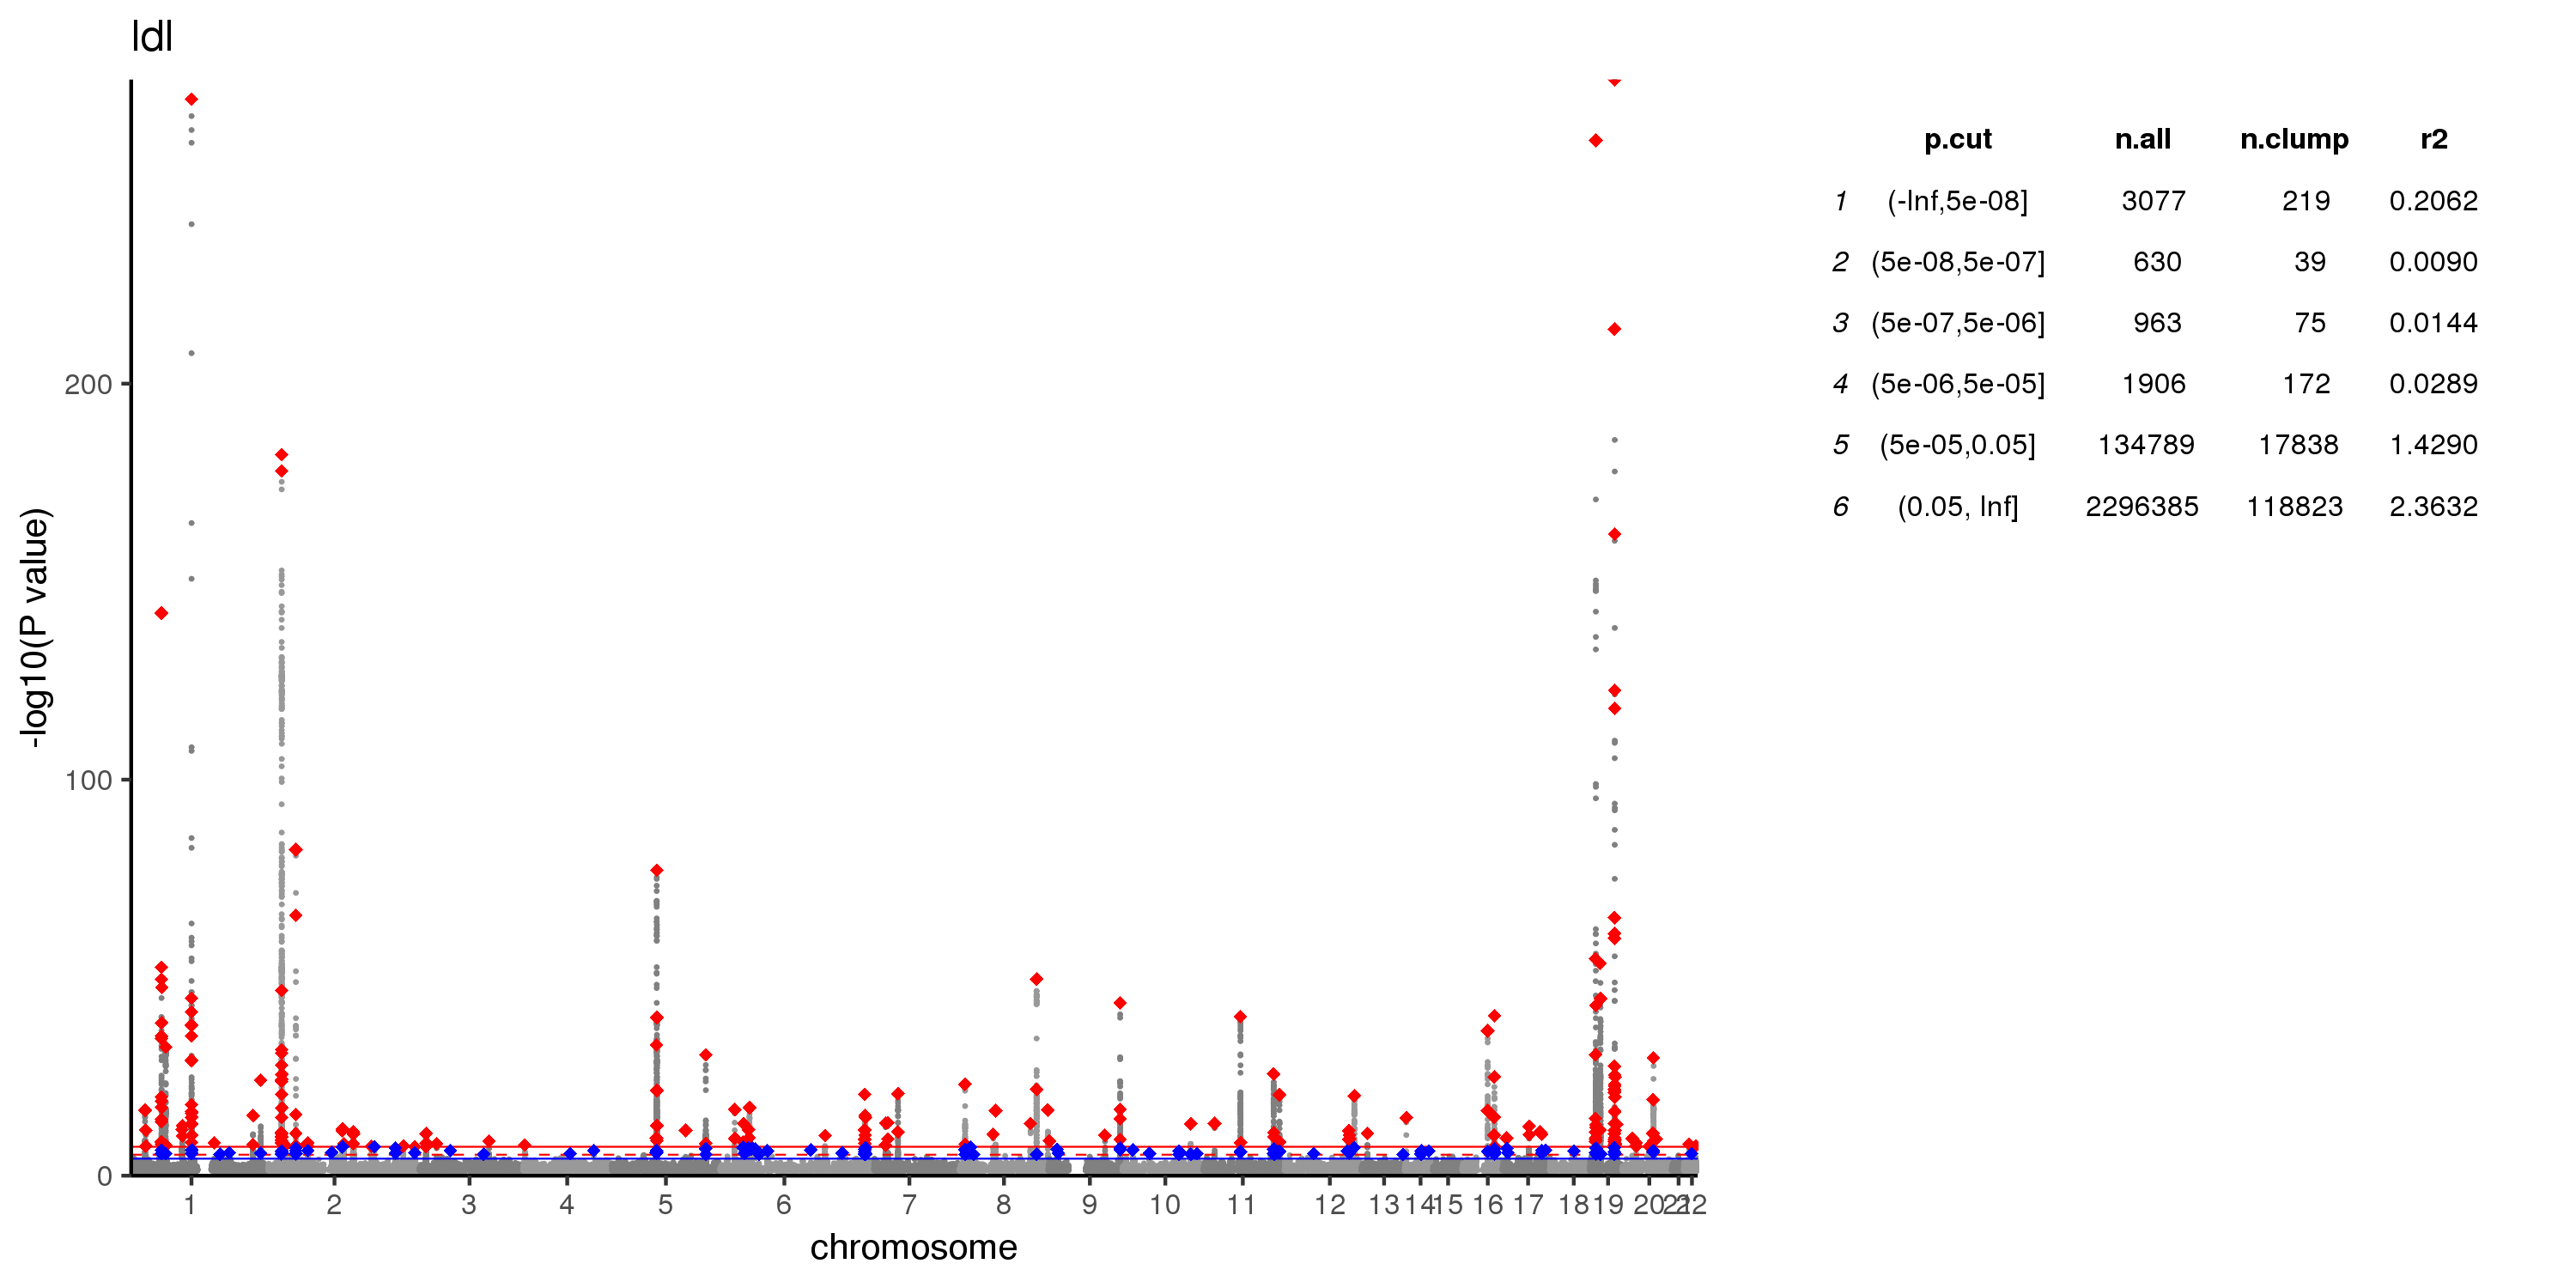 ldl
-log10(P value)
200
100
0
1 2 3 4 5 6 7 8 9 10 11 12 13 14 15 16 17 18 19 20 21 22
chromosome
p.cut n.all n.clump r2
1 (-Inf,5e-08] 3077 219 0.2062
2 (5e-08,5e-07] 630 39 0.0090
3 (5e-07,5e-06] 963 75 0.0144
4 (5e-06,5e-05] 1906 172 0.0289
5 (5e-05,0.05] 134789 17838 1.4290
6 (0.05, Inf] 2296385 118823 2.3632